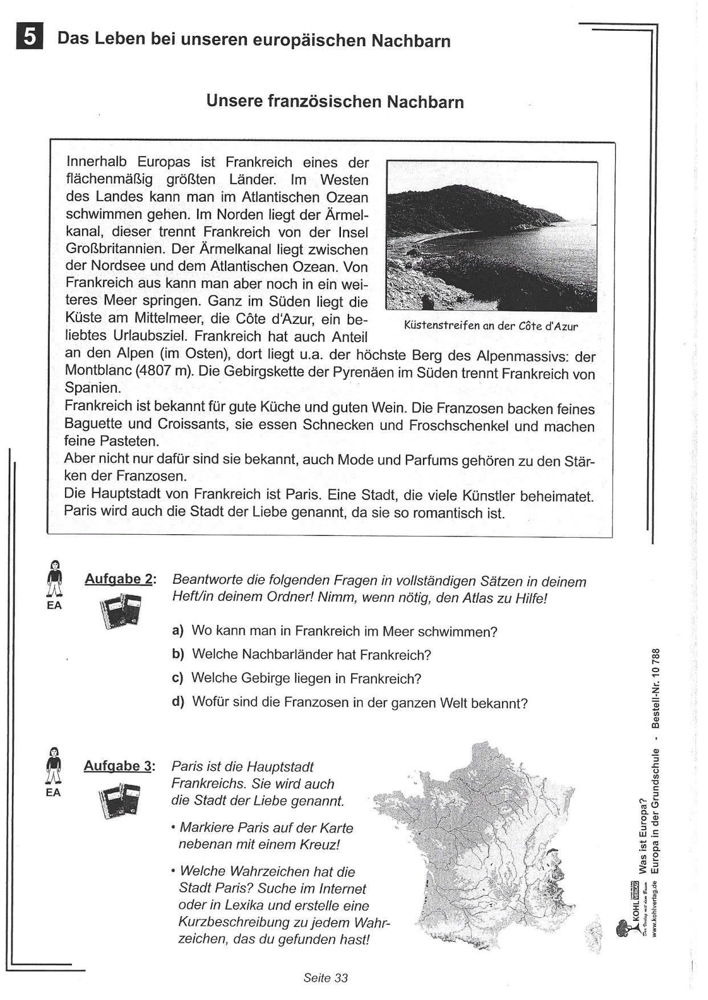 5 Das Leben bei unseren europäischen Nachbarn
Unsere französischen Nachbarn
Innerhalb Europas ist Frankreich eines der
flächenmäßig größten Länder. Im Westen
des Landes kann man im Atlantischen Ozean
schwimmen gehen. Im Norden liegt der Ärmel-
kanal, dieser trennt Frankreich von der Insel
Großbritannien. Der Ärmelkanal liegt zwischen
der Nordsee und dem Atlantischen Ozean. Von
Frankreich aus kann man aber noch in ein wei-
teres Meer springen. Ganz im Süden liegt die
Küste am Mittelmeer, die Côte d'Azur, ein be-
liebtes Urlaubsziel. Frankreich hat auch Anteil
an den Alpen (im Osten), dort liegt u.a. der höchste Berg des Alpenmassivs: der
Montblanc (4807 m). Die Gebirgskette der Pyrenäen im Süden trennt Frankreich von
Spanien.
Frankreich ist bekannt für gute Küche und guten Wein. Die Franzosen backen feines
Baguette und Croissants, sie essen Schnecken und Froschschenkel und machen
feine Pasteten.
Aber nicht nur dafür sind sie bekannt, auch Mode und Parfums gehören zu den Stär-
ken der Franzosen.
Die Hauptstadt von Frankreich ist Paris. Eine Stadt, die viele Künstler beheimatet.
Paris wird auch die Stadt der Liebe genannt, da sie so romantisch ist.
Küstenstreifen an der Côte d'Azur
EA
Aufgabe 2: Beantworte die folgenden Fragen in vollständigen Sätzen in deinem
Heft/in deinem Ordner! Nimm, wenn nötig, den Atlas zu Hilfe!
a) Wo kann man in Frankreich im Meer schwimmen?
b) Welche Nachbarländer hat Frankreich?
c) Welche Gebirge liegen in Frankreich?
d) Wofür sind die Franzosen in der ganzen Welt bekannt?
EA
Aufgabe 3: Paris ist die Hauptstadt
Frankreichs. Sie wird auch
die Stadt der Liebe genannt.
• Markiere Paris auf der Karte
nebenan mit einem Kreuz!
• Welche Wahrzeichen hat die
Stadt Paris? Suche im Internet
oder in Lexika und erstelle eine
Kurzbeschreibung zu jedem Wahr-
zeichen, das du gefunden hast!
KOHL VERLAG
Der Verlag mit dem Baum
www.kohlverlag.de
Was ist Europa?
Europa in der Grundschule - Bestell-Nr. 10 788
Seite 33